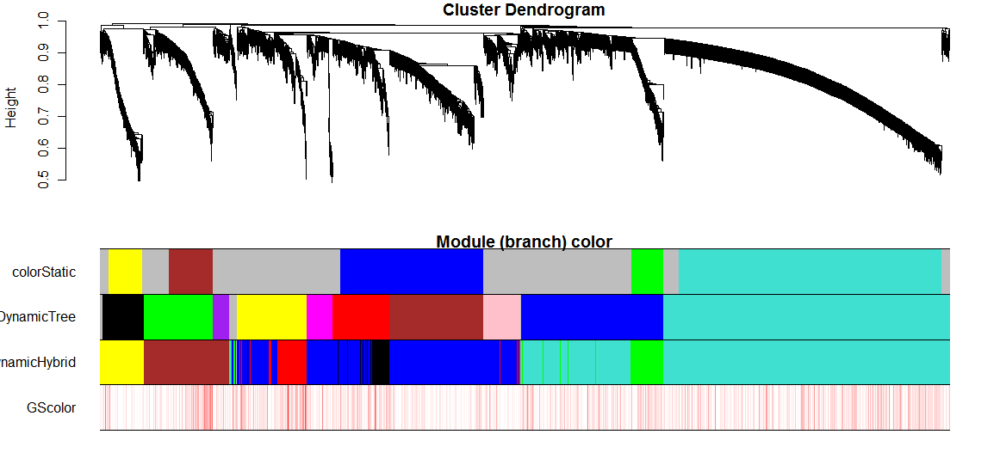 Cluster Dendrogram
Height
1.0
0.9
0.8
0.7
0.6
0.5
Module (branch) color
colorStatic
DynamicTree
namicHybrid
GScolor